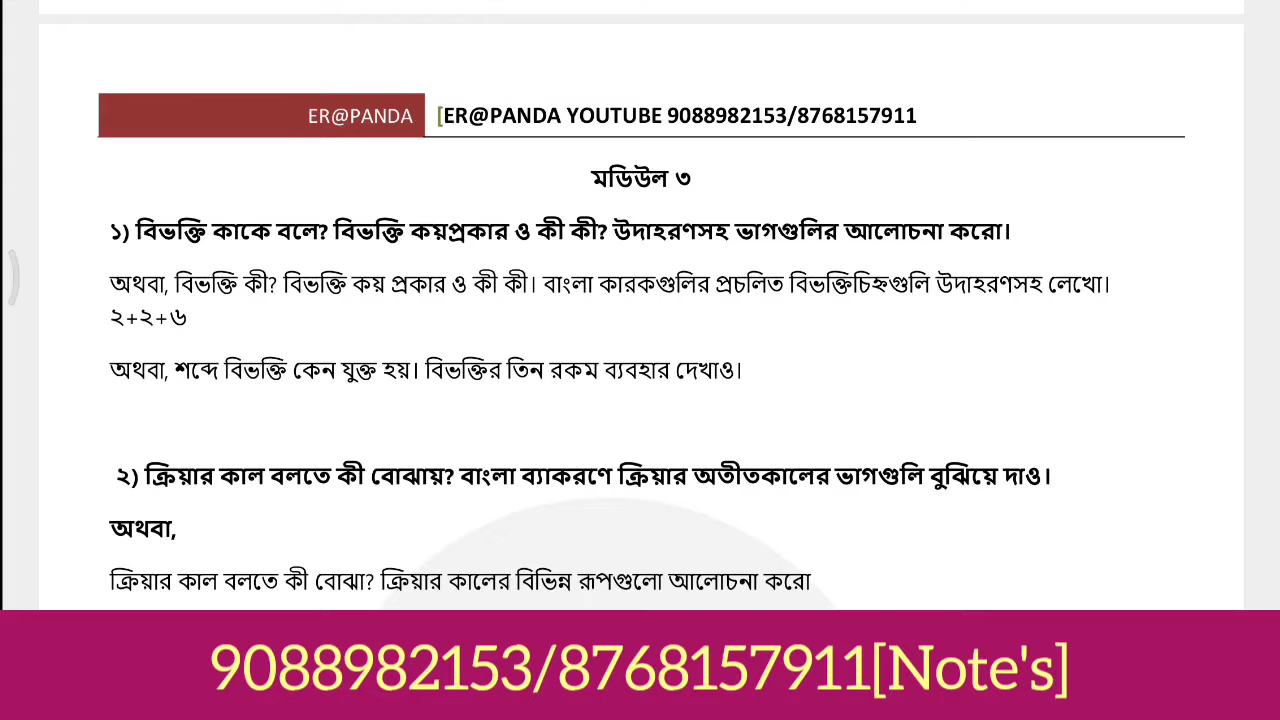 ER@PANDA [ER@PANDA YOUTUBE 9088982153/8768157911
মডিউল ৩
১) বিভক্তি কাকে বলে? বিভক্তি কয়প্রকার ও কী কী? উদাহরণসহ ভাগগুলির আলোচনা করো।
অথবা, বিভক্তি কী? বিভক্তি কয় প্রকার ও কী কী। বাংলা কারকগুলির প্রচলিত বিভক্তিচিহ্নগুলি উদাহরণসহ লেখো।
২+২+৬
অথবা, শব্দে বিভক্তি কেন যুক্ত হয়। বিভক্তির তিন রকম ব্যবহার দেখাও।
২) ক্রিয়ার কাল বলতে কী বোঝায়? বাংলা ব্যাকরণে ক্রিয়ার অতীতকালের ভাগগুলি বুঝিয়ে দাও।
অথবা,
ক্রিয়ার কাল বলতে কী বোঝা? ক্রিয়ার কালের বিভিন্ন রূপগুলো আলোচনা করো
9088982153/8768157911[Note's]